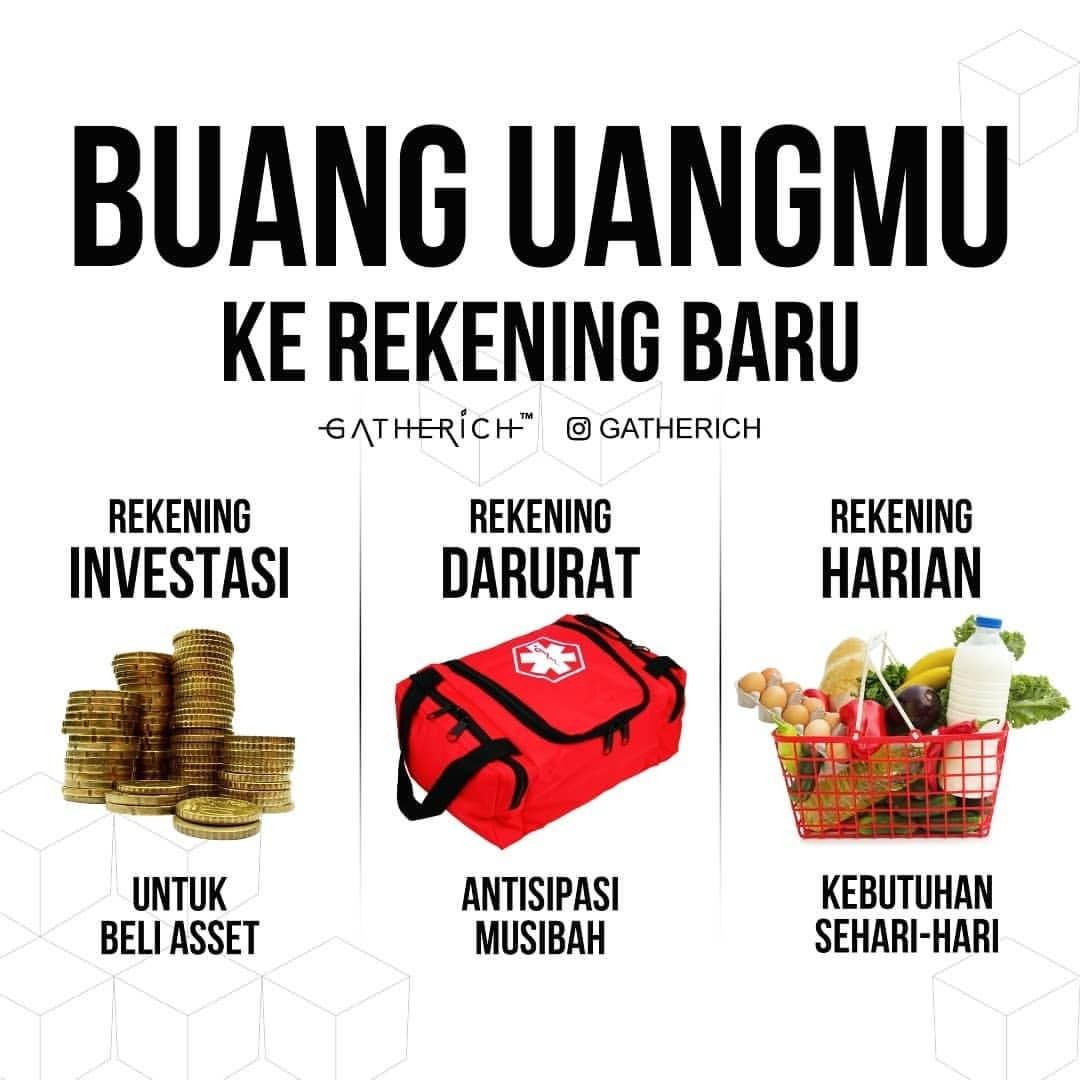 BUANG UANGMU
KE REKENING BARU
GATHERICH™ GATHERICH
REKENING
INVESTASI
UNTUK
BELI ASSET
REKENING
DARURAT
ANTISIPASI
MUSIBAH
REKENING
HARIAN
KEBUTUHAN
SEHARI-HARI